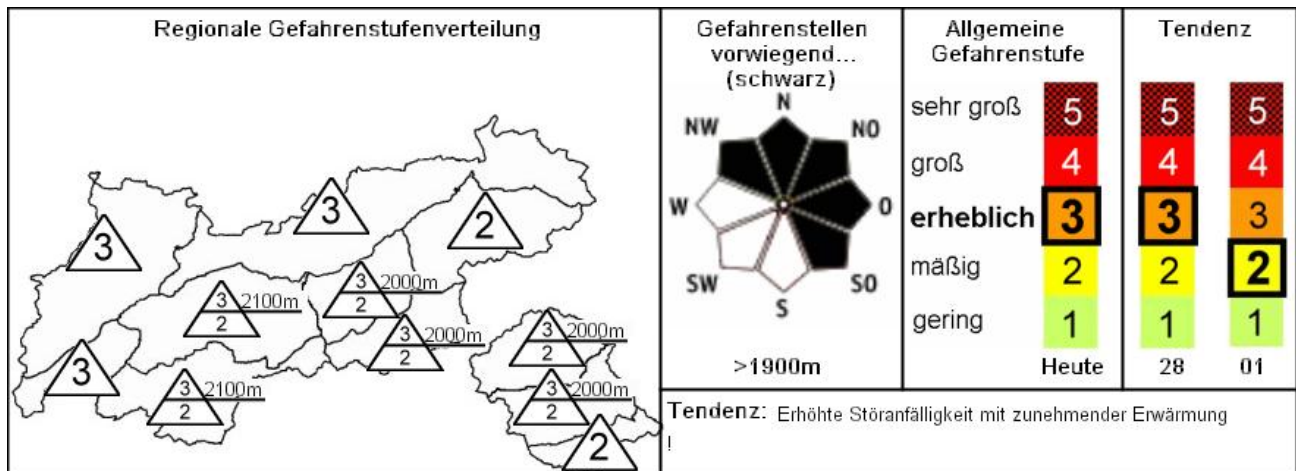 Regionale Gefahrenstufenverteilung
3
3
2
3
2000m
2
3
2100m
2
3
2000m
2
3
2000m
2
3
3
2100m
2
3
2000m
2
2
Gefahrenstellen
vorwiegend...
(schwarz)
N
NW
NO
W
O
SW
SO
S
>1900m
Allgemeine
Gefahrenstufe
Tendenz
sehr groß
5
5
5
groß
4
4
4
erheblich
3
3
3
mäßig
2
2
2
gering
1
1
1
Heute
28
01
Tendenz: Erhöhte Störanfälligkeit mit zunehmender Erwärmung
!